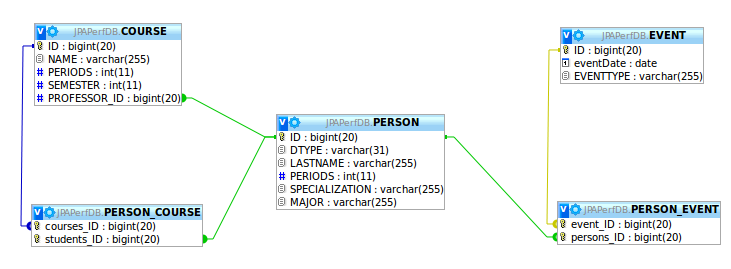 JPAPerfDB.COURSE
ID : bigint(20)
NAME : varchar(255)
PERIODS : int(11)
SEMESTER : int(11)
PROFESSOR_ID : bigint(20)
JPAPerfDB.EVENT
ID : bigint(20)
eventDate : date
EVENTTYPE : varchar(255)
JPAPerfDB.PERSON
ID : bigint(20)
DTYPE : varchar(31)
LASTNAME : varchar(255)
PERIODS : int(11)
SPECIALIZATION : varchar(255)
MAJOR : varchar(255)
JPAPerfDB.PERSON_COURSE
courses_ID : bigint(20)
students_ID : bigint(20)
JPAPerfDB.PERSON_EVENT
event_ID : bigint(20)
persons_ID : bigint(20)